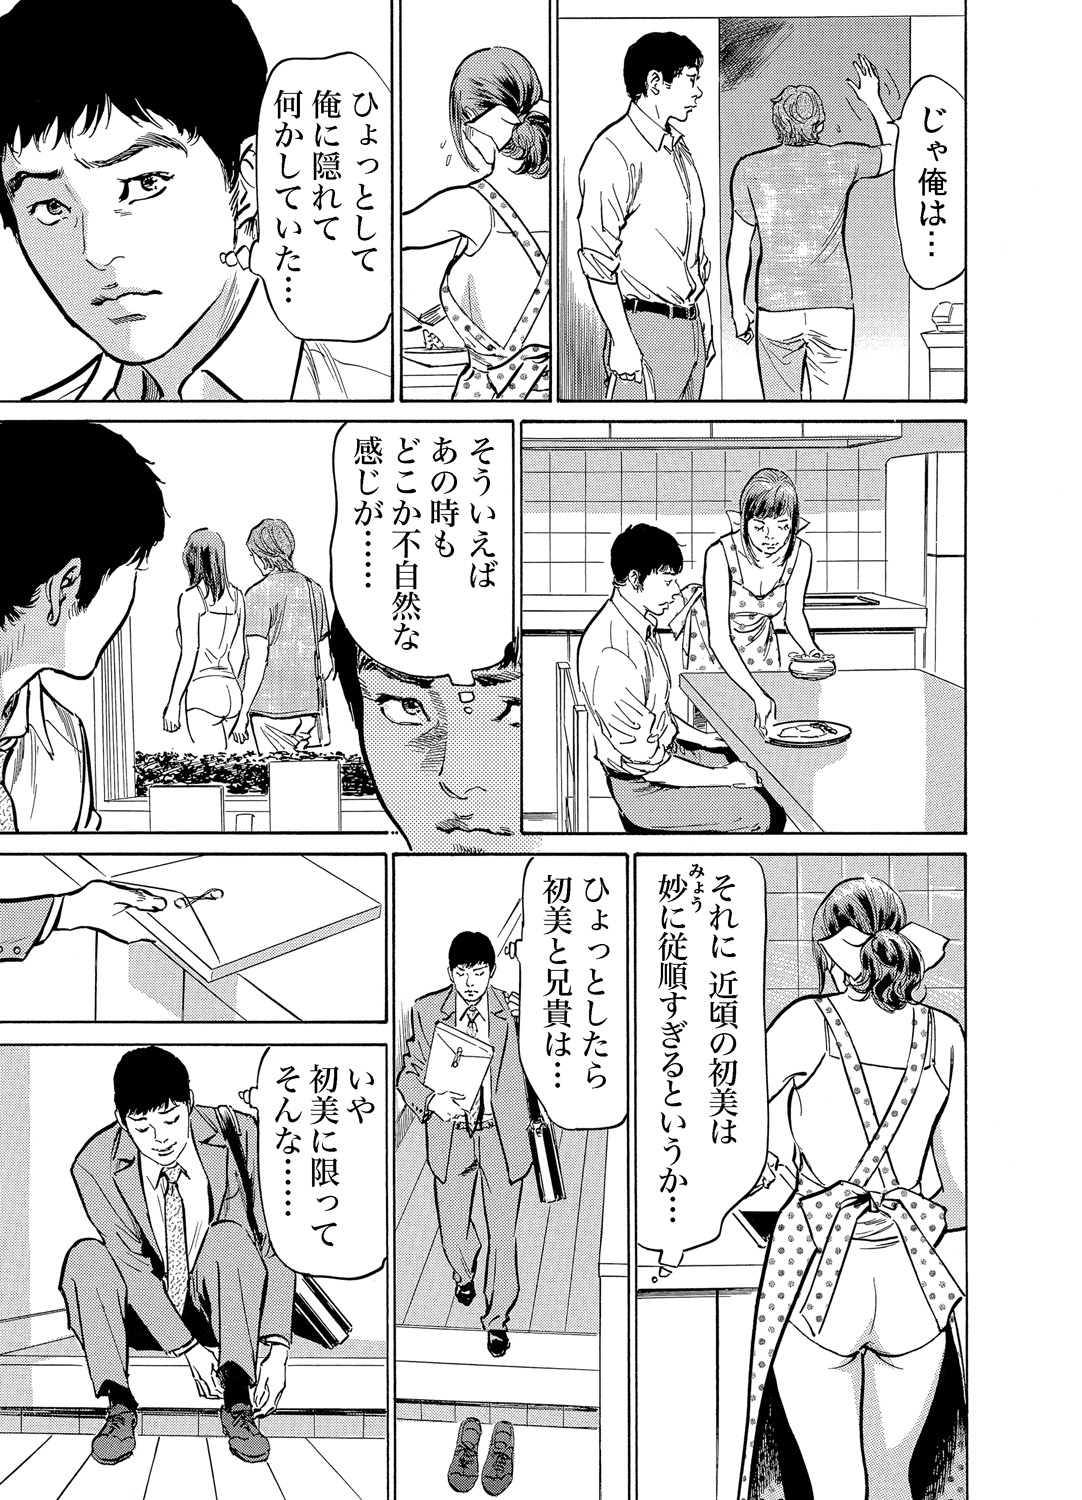 じゃ俺は…
ひょっとして
俺に隠れて
何かしていた…
そういえば
あの時も
どこか不自然な
感じが……
それに 近頃の初美は
妙に従順すぎるというか…
みょう
ひょっとしたら
初美と兄貴は…
いや
初美に限って
そんな……